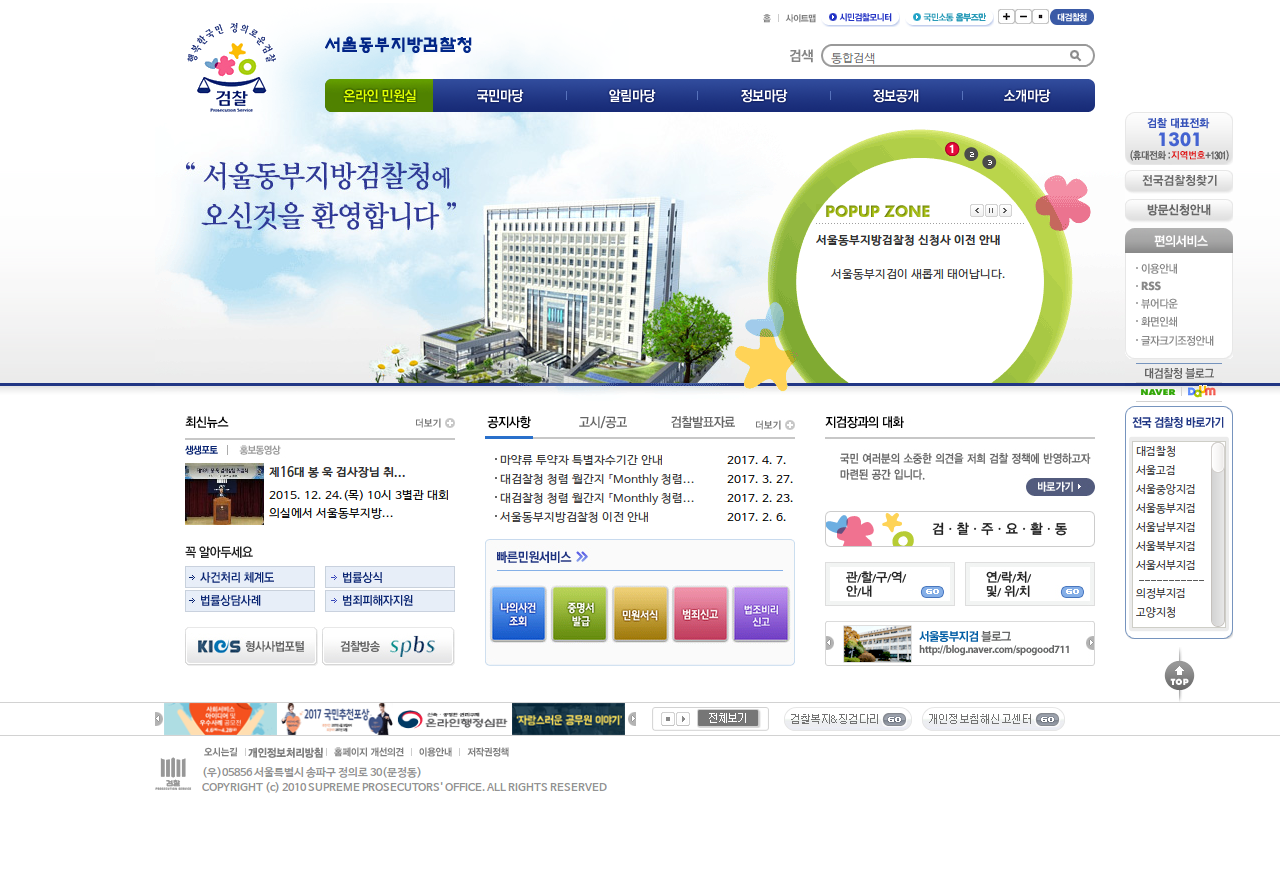 행복한국민 정의로운검찰
검찰
Prosecution Service
서울동부지방검찰청
홈 사이트맵 시민검찰모니터 국민소통 옴부즈만 대검찰청
검색 통합검색
온라인 민원실 국민마당 알림마당 정보마당 정보공개 소개마당
“ 서울동부지방검찰청에
오신것을 환영합니다 ”
1 2 3
POPUP ZONE
서울동부지방검찰청 신청사 이전 안내
서울동부지검이 새롭게 태어납니다.
검찰 대표전화
1301
(휴대전화 :지역번호+1301)
전국검찰청찾기
방문신청안내
편의서비스
· 이용안내
· RSS
· 뷰어다운
· 화면인쇄
· 글자크기조정안내
대검찰청 블로그
NAVER Daum
전국 검찰청 바로가기
대검찰청
서울고검
서울중앙지검
서울동부지검
서울남부지검
서울북부지검
서울서부지검
------------
의정부지검
고양지청
TOP
최신뉴스 더보기
생생포토 홍보동영상
제16대 봉 욱 검사장님 취...
2015. 12. 24.(목) 10시 3별관 대회
의실에서 서울동부지방...
꼭 알아두세요
사건처리 체계도 법률상식
법률상담사례 범죄피해자지원
KICS 형사사법포털 검찰방송 spbs
공지사항 고시/공고 검찰발표자료 더보기
· 마약류 투약자 특별자수기간 안내 2017. 4. 7.
· 대검찰청 청렴 월간지 「Monthly 청렴... 2017. 3. 27.
· 대검찰청 청렴 월간지 「Monthly 청렴... 2017. 2. 23.
· 서울동부지방검찰청 이전 안내 2017. 2. 6.
빠른민원서비스
나의사건
조회
증명서
발급
민원서식
범죄신고
법조비리
신고
지검장과의 대화
국민 여러분의 소중한 의견을 저희 검찰 정책에 반영하고자
마련된 공간 입니다.
바로가기
검·찰·주·요·활·동
관/할/구/역/
안/내
GO
연/락/처/
및/ 위/치
GO
서울동부지검 블로그
http://blog.naver.com/spogood711
사회서비스
아이디어 및
우수사례 공모전
2017 국민추천포상
온라인행정심판
'자랑스러운 공무원 이야기'
전체보기
검찰복지&징검다리 GO
개인정보침해신고센터 GO
오시는길 개인정보처리방침 홈페이지 개선의견 이용안내 저작권정책
검찰
(우)05856 서울특별시 송파구 정의로 30(문정동)
COPYRIGHT (c) 2010 SUPREME PROSECUTORS' OFFICE. ALL RIGHTS RESERVED